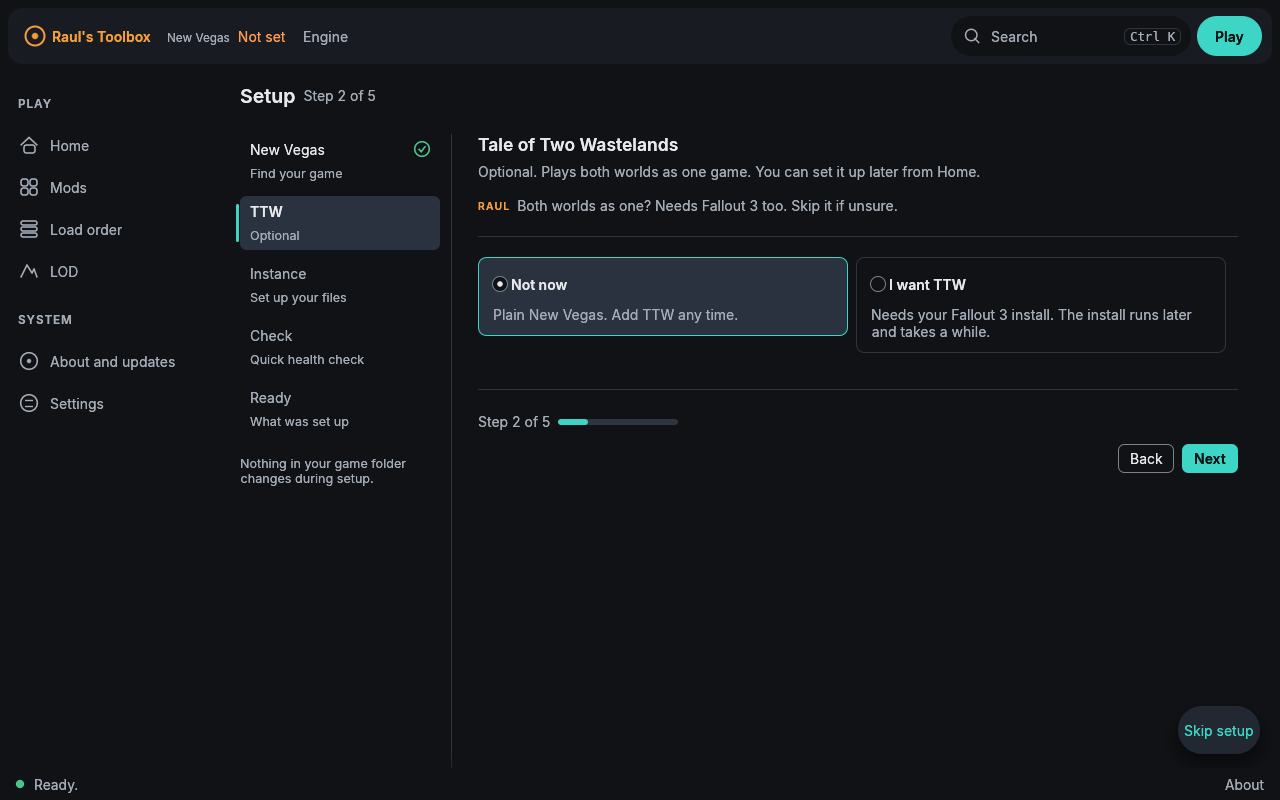 Raul's Toolbox
New Vegas Not set
Engine
Search
Ctrl K
Play
PLAY
Home
Mods
Load order
LOD
SYSTEM
About and updates
Settings
Setup Step 2 of 5
New Vegas
Find your game
TTW
Optional
Instance
Set up your files
Check
Quick health check
Ready
What was set up
Nothing in your game folder
changes during setup.
Tale of Two Wastelands
Optional. Plays both worlds as one game. You can set it up later from Home.
RAUL Both worlds as one? Needs Fallout 3 too. Skip it if unsure.
Not now
Plain New Vegas. Add TTW any time.
I want TTW
Needs your Fallout 3 install. The install runs later
and takes a while.
Step 2 of 5
Back
Next
Skip setup
Ready.
About